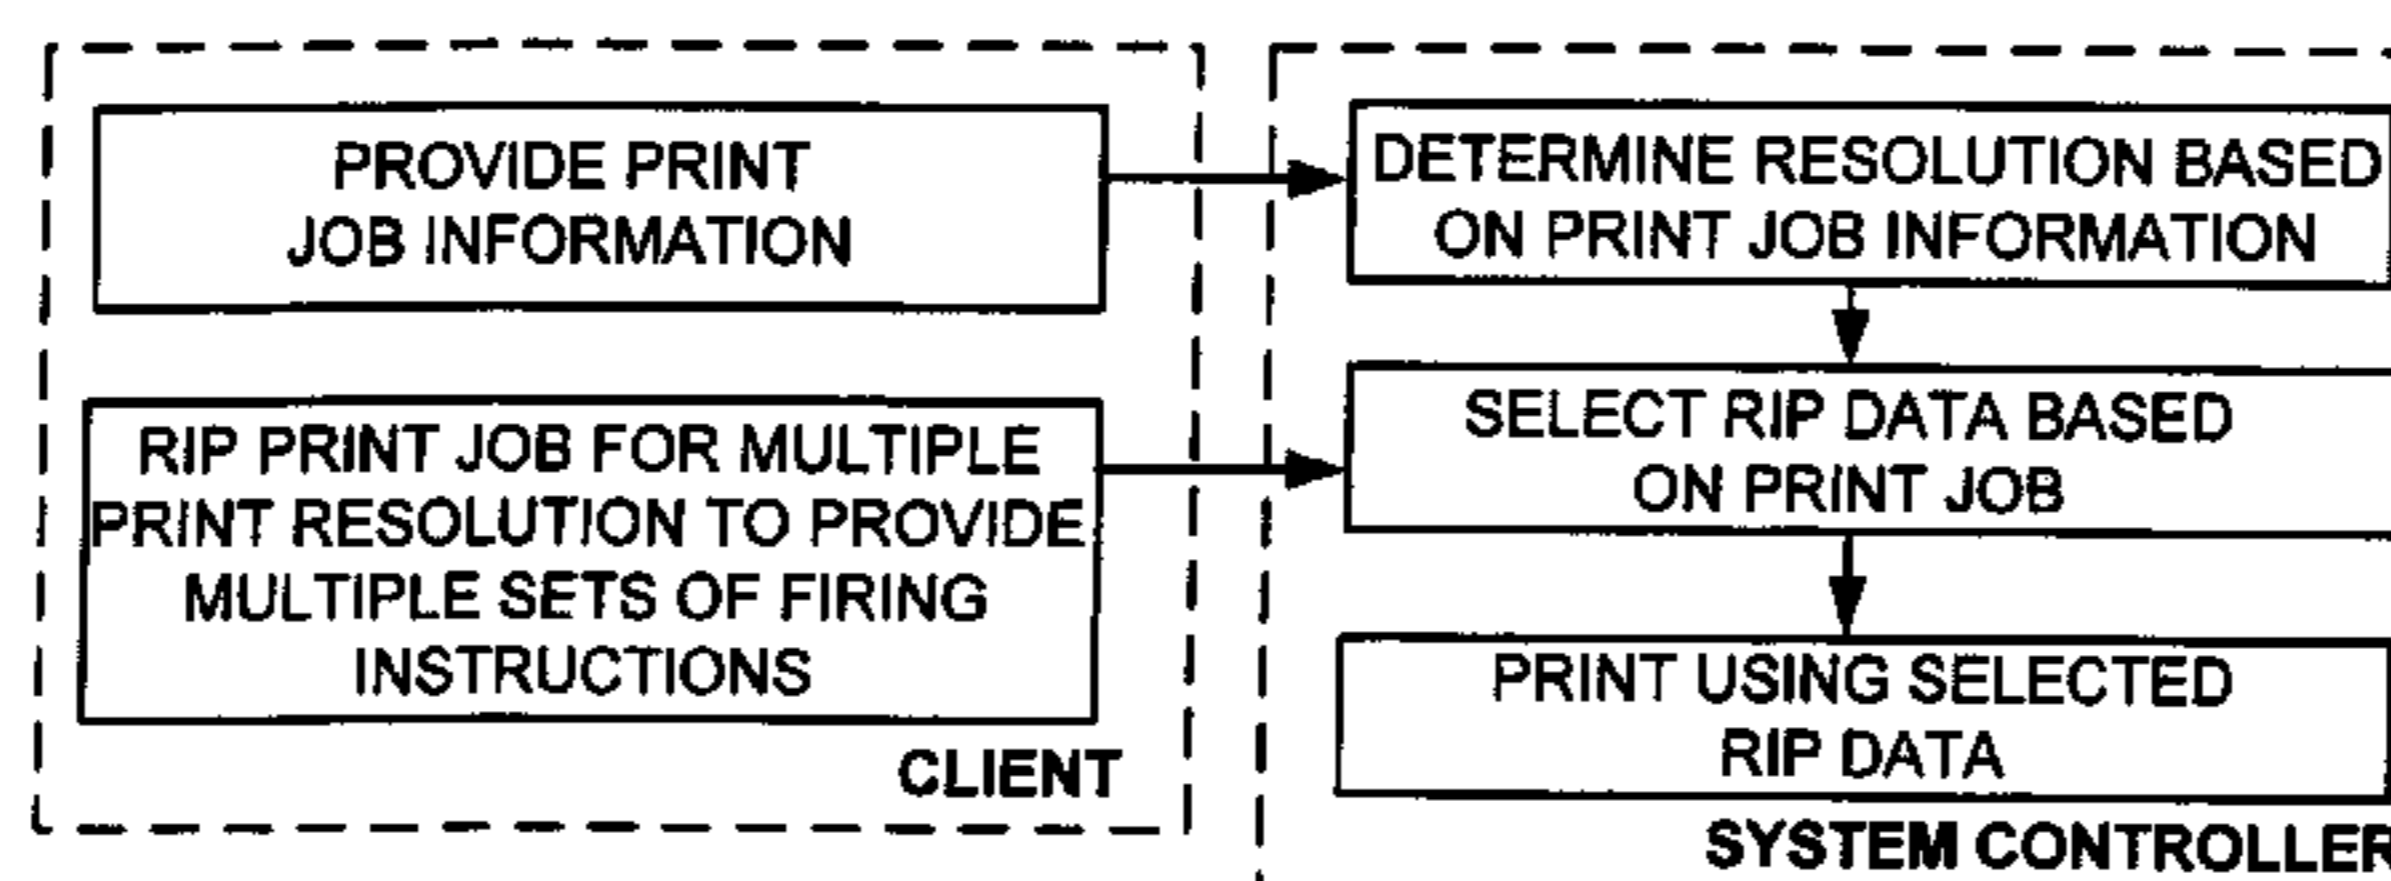 PROVIDE PRINT
JOB INFORMATION
RIP PRINT JOB FOR MULTIPLE
PRINT RESOLUTION TO PROVIDE
MULTIPLE SETS OF FIRING
INSTRUCTIONS
CLIENT
DETERMINE RESOLUTION BASED
ON PRINT JOB INFORMATION
SELECT RIP DATA BASED
ON PRINT JOB
PRINT USING SELECTED
RIP DATA
SYSTEM CONTROLLER